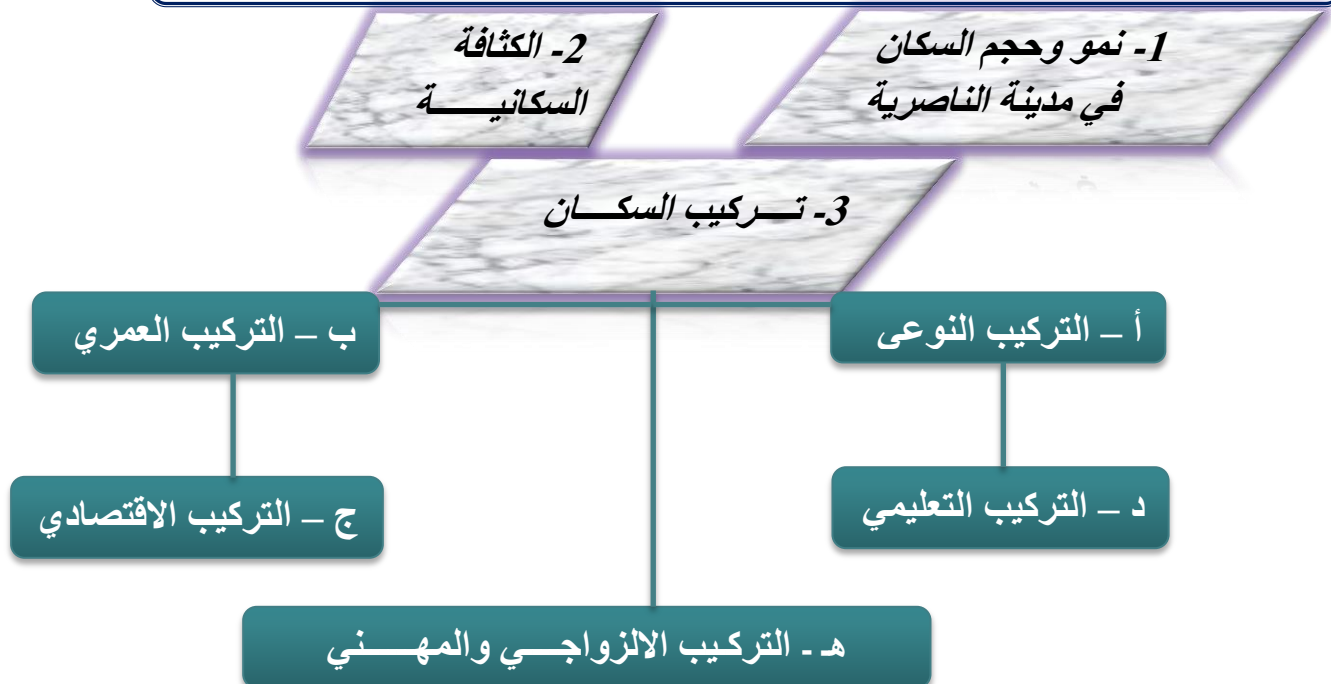 1- نمو وحجم السكان
في مدينة الناصرية
2- الكثافة
السكانيـــــة
3- تـــركيب السكـــان
أ – التركيب النوعى
ب – التركيب العمري
د – التركيب التعليمي
ج – التركيب الاقتصادي
هـ - التركيب الالزواجـــي والمهـــــني